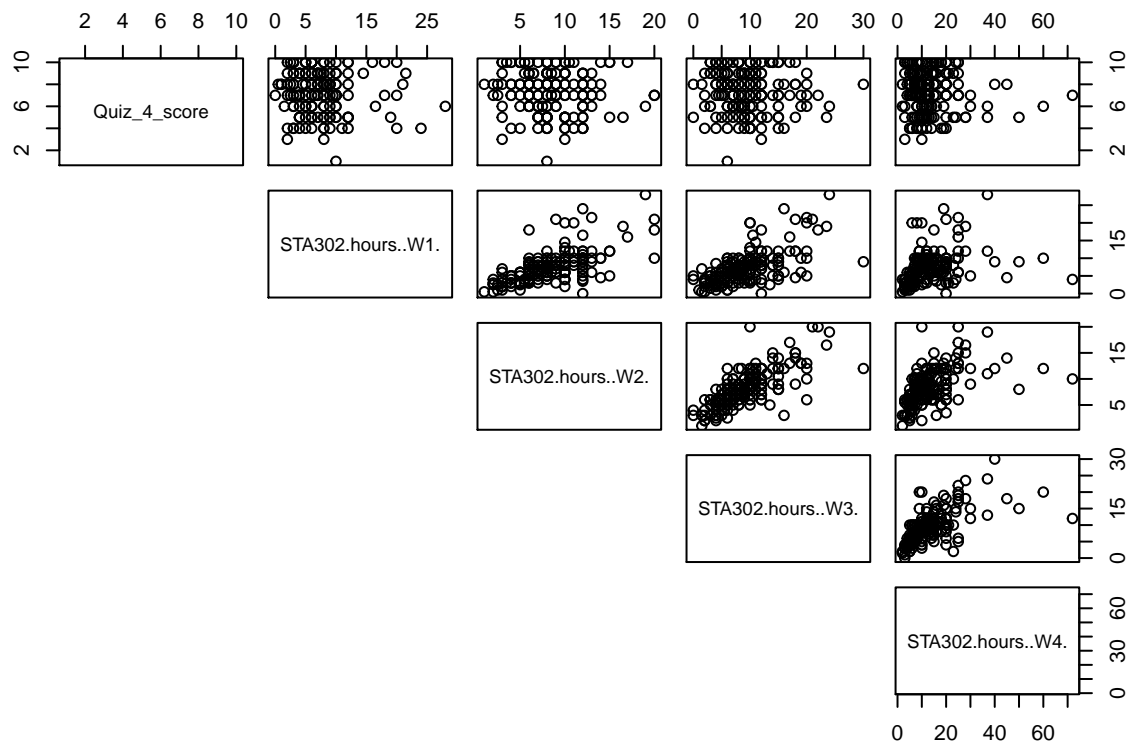 2 4 6 8 10 0 5 15 25 5 10 15 20 0 10 20 30 0 20 40 60
2 6 10 Quiz_4_score 2 6 10
STA302.hours..W1. 0 15
STA302.hours..W2. 5 15
STA302.hours..W3. 0 15 30
STA302.hours..W4. 0 30 60
0 20 40 60